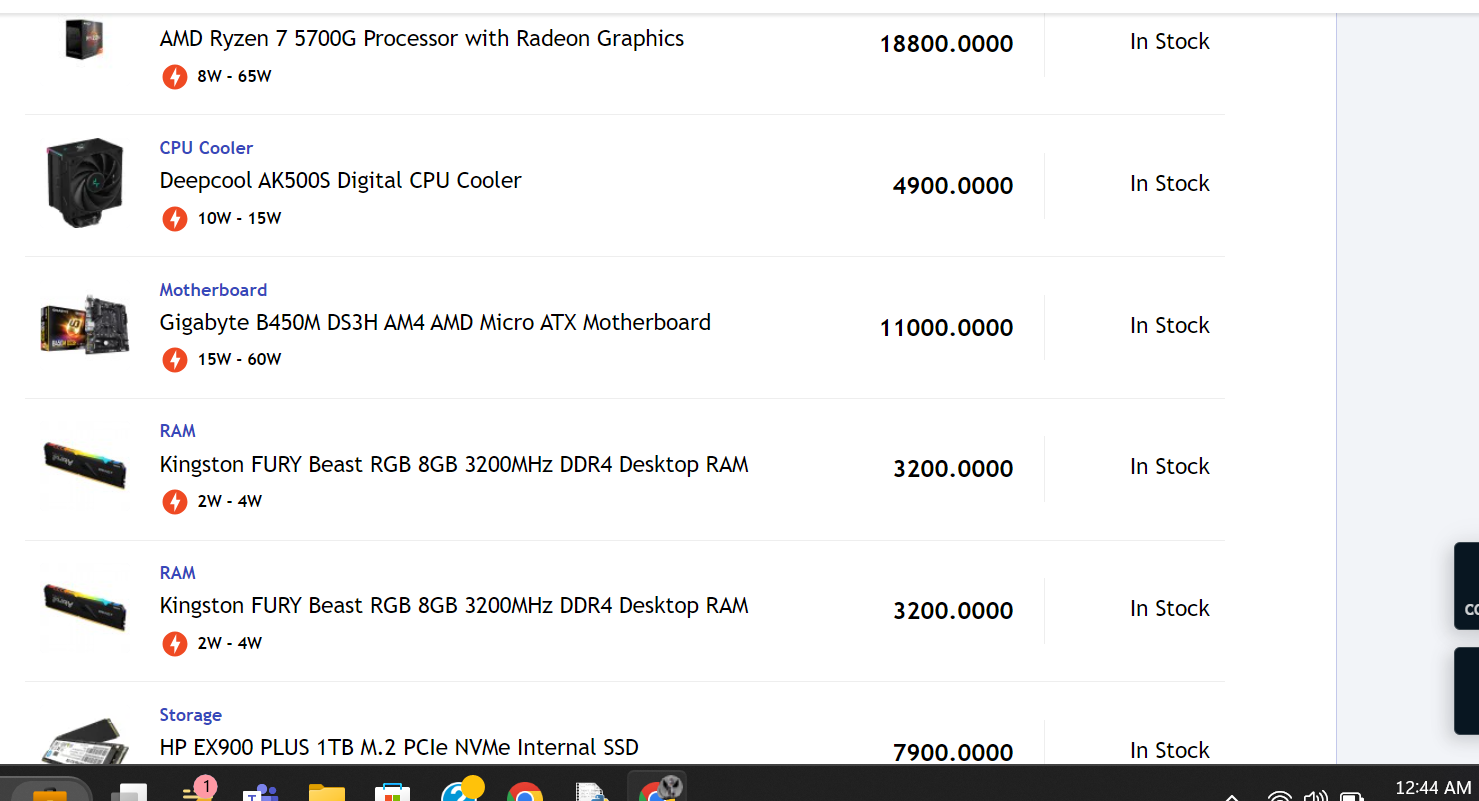 AMD Ryzen 7 5700G Processor with Radeon Graphics
18800.0000
In Stock
8W - 65W
CPU Cooler
Deepcool AK500S Digital CPU Cooler
4900.0000
In Stock
10W - 15W
Motherboard
Gigabyte B450M DS3H AM4 AMD Micro ATX Motherboard
11000.0000
In Stock
15W - 60W
RAM
Kingston FURY Beast RGB 8GB 3200MHz DDR4 Desktop RAM
3200.0000
In Stock
2W - 4W
RAM
Kingston FURY Beast RGB 8GB 3200MHz DDR4 Desktop RAM
3200.0000
In Stock
2W - 4W
Storage
HP EX900 PLUS 1TB M.2 PCIe NVMe Internal SSD
7900.0000
In Stock
1
12:44 AM